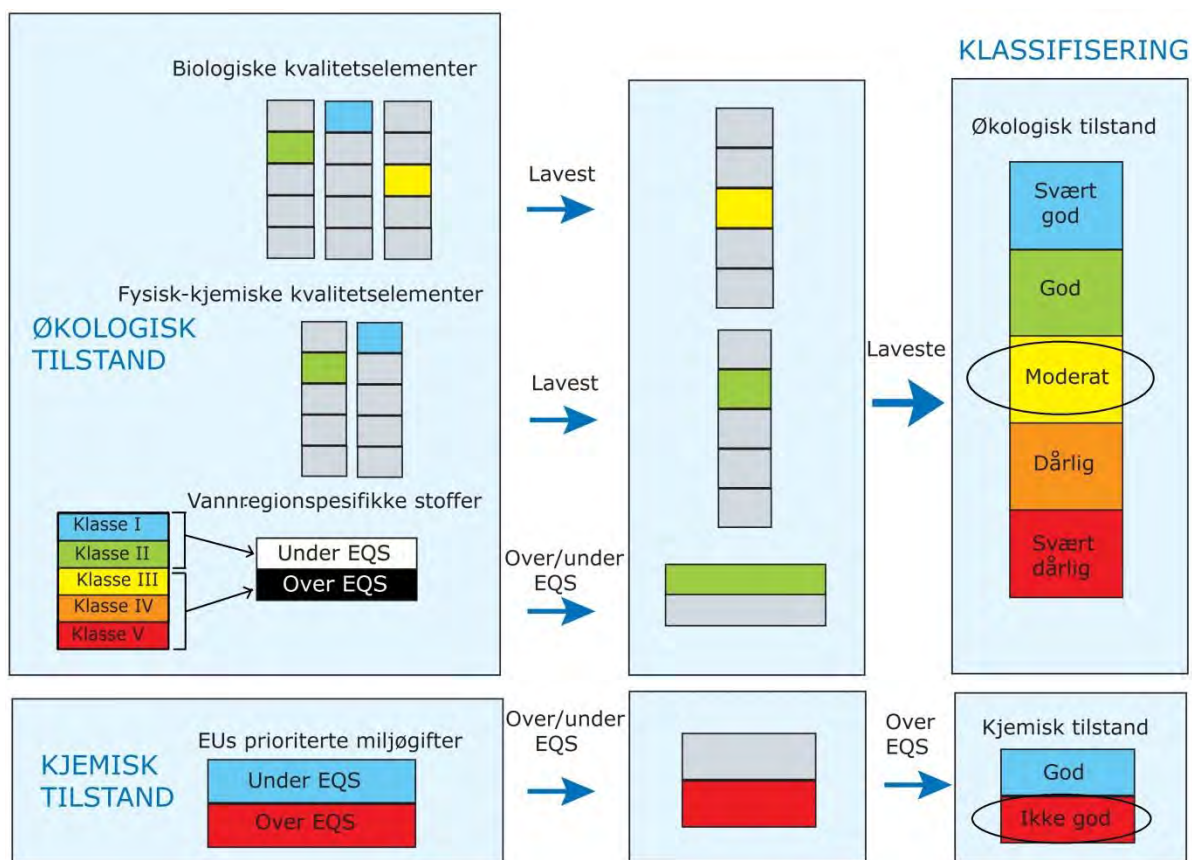 KLASSIFISERING
Biologiske kvalitetselementer
Lavest
Økologisk tilstand
Svært
god
God
Moderat
Dårlig
Svært
dårlig
Fysisk-kjemiske kvalitetselementer
ØKOLOGISK
TILSTAND
Lavest
Laveste
Vannregionspesifikke stoffer
Klasse I
Klasse II
Klasse III
Klasse IV
Klasse V
Under EQS
Over EQS
Over/under
EQS
KJEMISK
TILSTAND
EUs prioriterte miljøgifter
Under EQS
Over EQS
Over/under
EQS
Over
EQS
Kjemisk tilstand
God
Ikke god